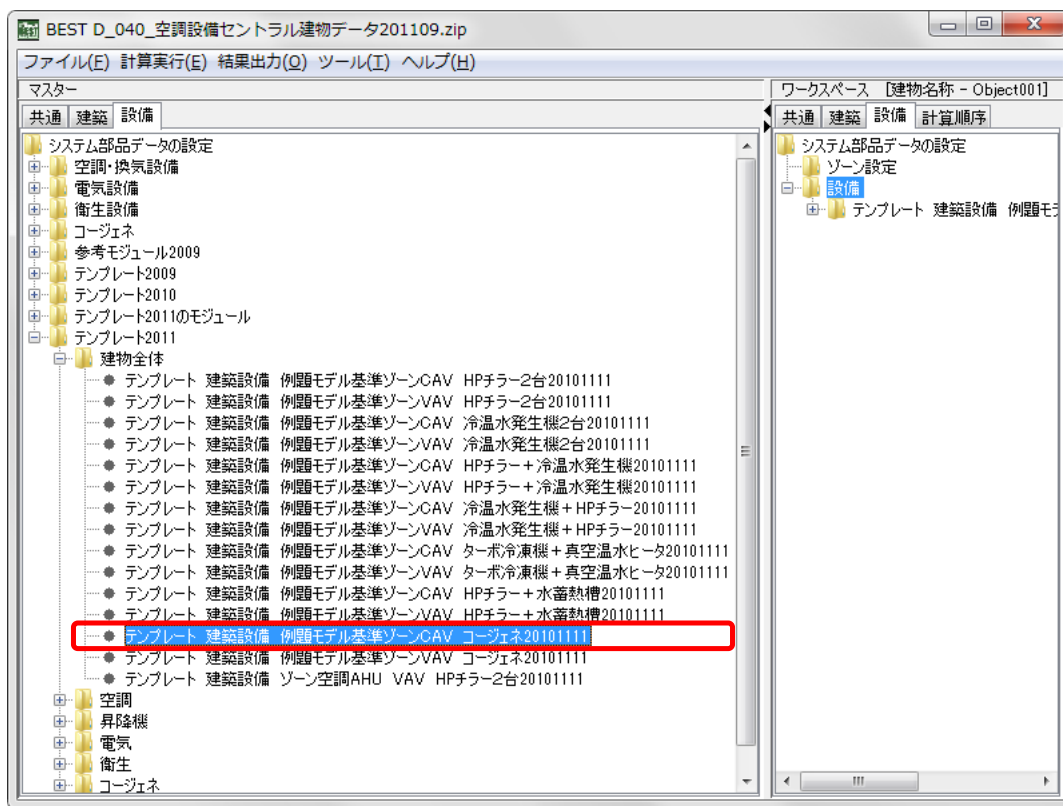 BEST D_040_空調設備セントラル建物データ201109.zip
ファイル(F) 計算実行(E) 結果出力(O) ツール(T) ヘルプ(H)
マスター
共通 建築 設備
システム部品データの設定
空調・換気設備
電気設備
衛生設備
コージェネ
参考モジュール2009
テンプレート2009
テンプレート2010
テンプレート2011のモジュール
テンプレート2011
建物全体
テンプレート 建築設備 例題モデル基準ゾーンCAV HPチラー2台20101111
テンプレート 建築設備 例題モデル基準ゾーンVAV HPチラー2台20101111
テンプレート 建築設備 例題モデル基準ゾーンCAV 冷温水発生機2台20101111
テンプレート 建築設備 例題モデル基準ゾーンVAV 冷温水発生機2台20101111
テンプレート 建築設備 例題モデル基準ゾーンCAV HPチラー+冷温水発生機20101111
テンプレート 建築設備 例題モデル基準ゾーンVAV HPチラー+冷温水発生機20101111
テンプレート 建築設備 例題モデル基準ゾーンCAV 冷温水発生機+HPチラー20101111
テンプレート 建築設備 例題モデル基準ゾーンVAV 冷温水発生機+HPチラー20101111
テンプレート 建築設備 例題モデル基準ゾーンCAV ターボ冷凍機+真空温水ヒータ20101111
テンプレート 建築設備 例題モデル基準ゾーンVAV ターボ冷凍機+真空温水ヒータ20101111
テンプレート 建築設備 例題モデル基準ゾーンCAV HPチラー+水蓄熱槽20101111
テンプレート 建築設備 例題モデル基準ゾーンVAV HPチラー+水蓄熱槽20101111
テンプレート 建築設備 例題モデル基準ゾーンCAV コージェネ20101111
テンプレート 建築設備 例題モデル基準ゾーンVAV コージェネ20101111
テンプレート 建築設備 ゾーン空調AHU VAV HPチラー2台20101111
空調
昇降機
電気
衛生
コージェネ
ワークスペース [建物名称 - Object001]
共通 建築 設備 計算順序
システム部品データの設定
ゾーン設定
設備
テンプレート 建築設備 例題モデ